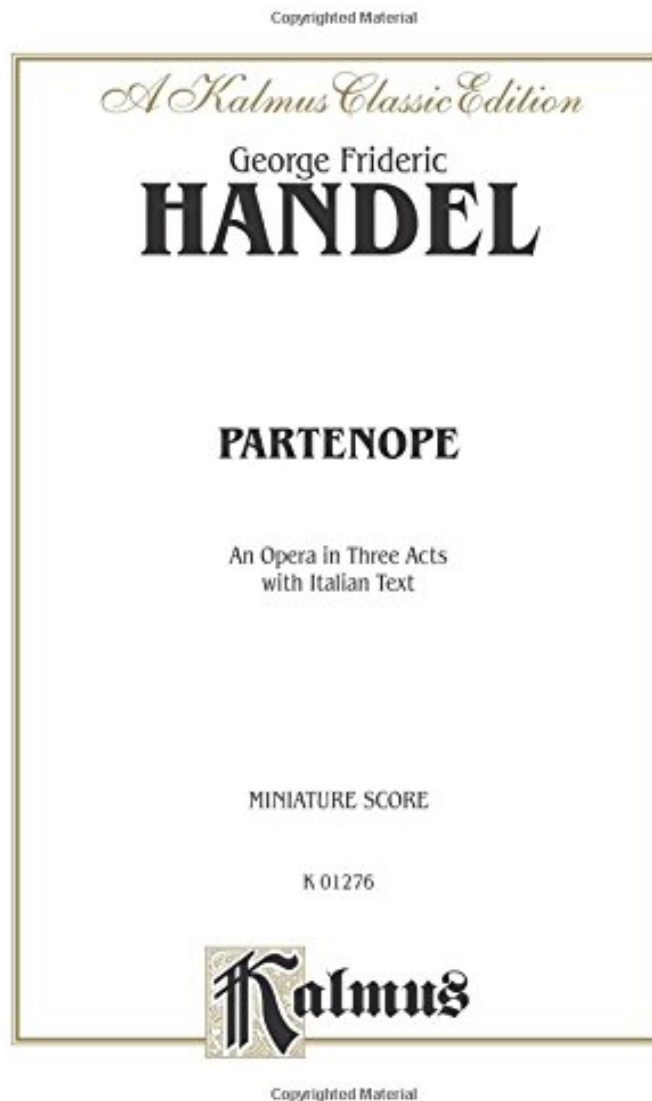 Copyrighted Material
A Kalmus Classic Edition
George Frideric
HANDEL
PARTENOPE
An Opera in Three Acts
with Italian Text
MINIATURE SCORE
K 01276
Kalmus
Copyrighted Material